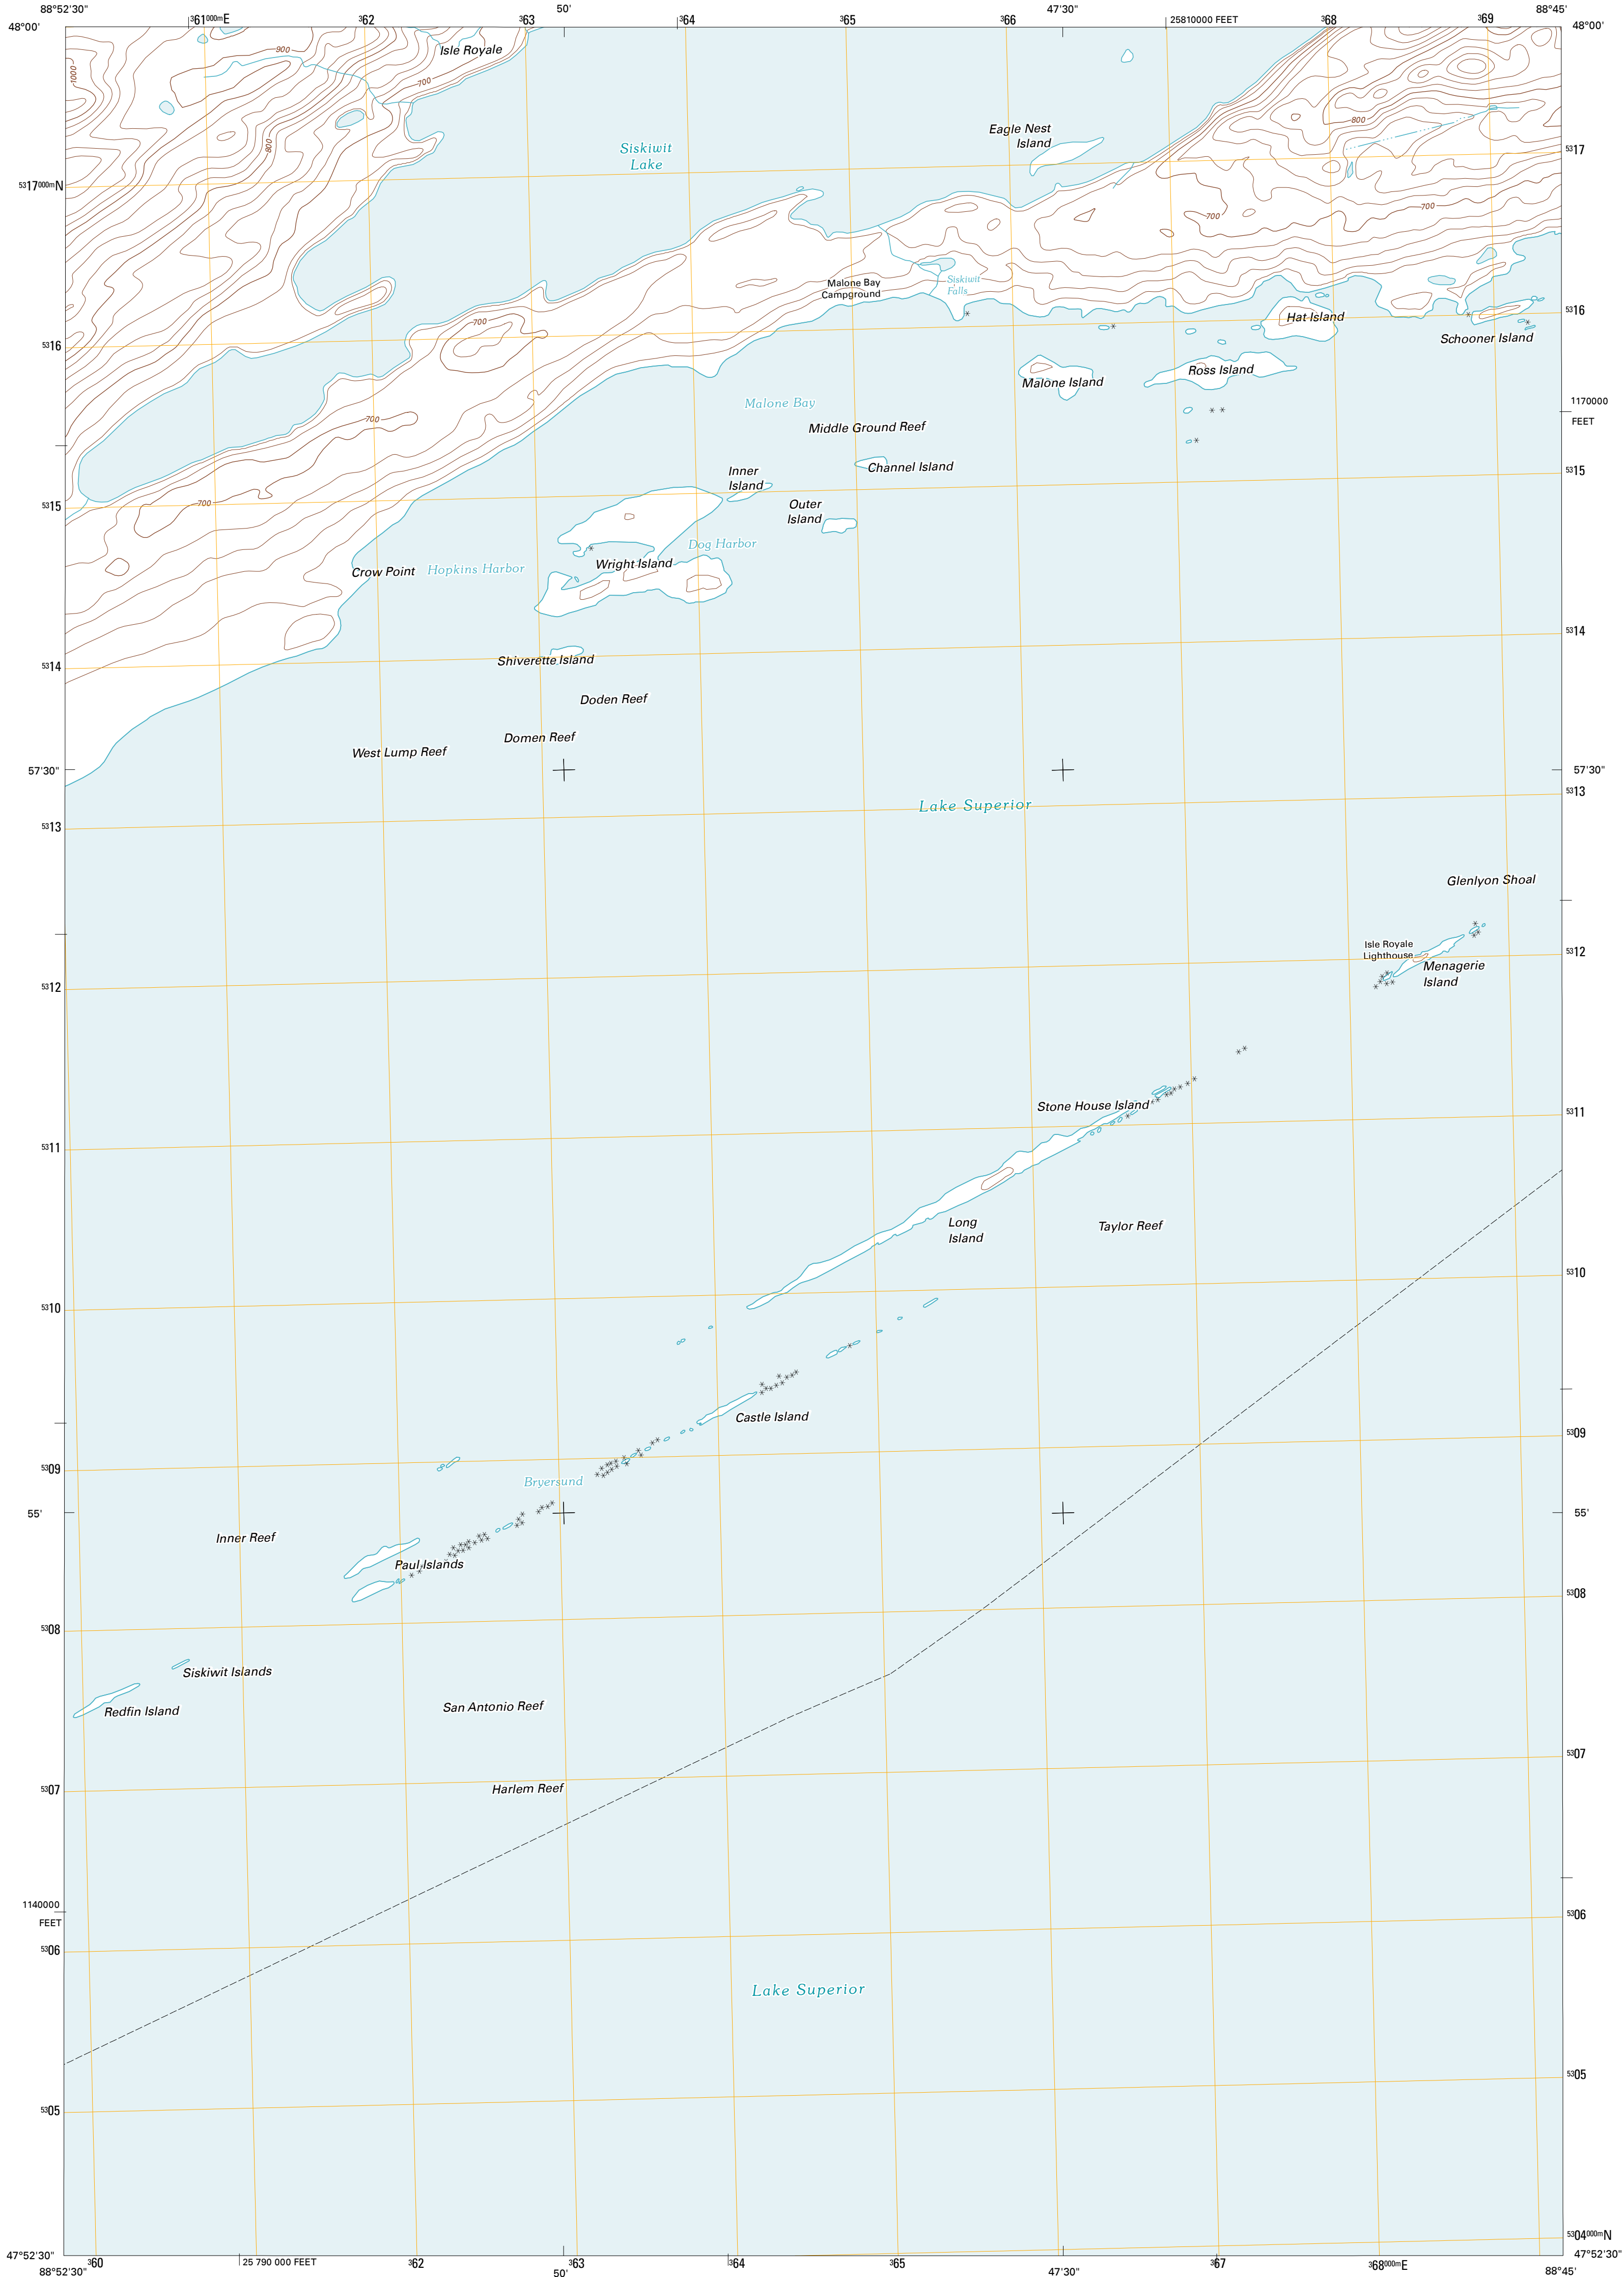 88°52'30"
³61⁰⁰⁰ᵐE
³62
³63
50'
³64
³65
³66
47'30"
25810000 FEET
³68
³69
88°45'
48°00'
48°00'
Isle Royale
900
1000
700
800
Siskiwit
Lake
Eagle Nest
Island
800
⁵³17
⁵³17⁰⁰⁰ᵐN
700
700
Malone Bay
Campground
Siskiwit
Falls
Hat Island
⁵³16
Schooner Island
700
⁵³16
Malone Island
Ross Island
Malone Bay
1170000
FEET
700
Middle Ground Reef
Channel Island
⁵³15
Inner
Island
700
⁵³15
Outer
Island
Dog Harbor
Crow Point
Hopkins Harbor
Wright Island
⁵³14
Shiverette Island
⁵³14
Doden Reef
Domen Reef
West Lump Reef
57'30"
57'30"
⁵³13
Lake Superior
⁵³13
Glenlyon Shoal
Isle Royale
Lighthouse
⁵³12
Menagerie
Island
⁵³12
Stone House Island
⁵³11
⁵³11
Long
Island
Taylor Reef
⁵³10
⁵³10
Castle Island
⁵³09
⁵³09
Bryersund
55'
55'
Inner Reef
Paul Islands
⁵³08
⁵³08
Siskiwit Islands
Redfin Island
San Antonio Reef
⁵³07
Harlem Reef
⁵³07
1140000
FEET
⁵³06
⁵³06
Lake Superior
⁵³05
⁵³05
⁵³04⁰⁰⁰ᵐN
47°52'30"
47°52'30"
³60
25 790 000 FEET
³62
³63
³64
³65
47'30"
³67
³68⁰⁰⁰ᵐE
88°52'30"
50'
88°45'